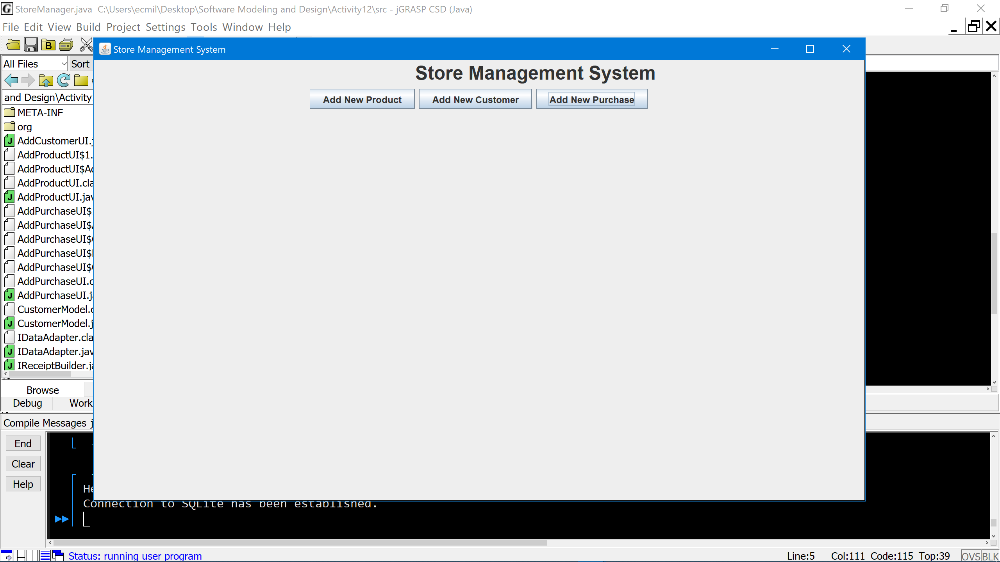 StoreManager.java  C:\Users\ecmil\Desktop\Software Modeling and Design\Activity12\src - jGRASP CSD (Java)
File Edit View Build Project Settings Tools Window Help
B
Store Management System
All Files
Sort
Store Management System
and Design\Activity
Add New Product
Add New Customer
Add New Purchase
META-INF
org
AddCustomerUI.j
AddProductUI$1.
AddProductUI$Ad
AddProductUI.cla
AddProductUI.jav
AddPurchaseUI$
AddPurchaseUI$
AddPurchaseUI$
AddPurchaseUI$
AddPurchaseUI$
AddPurchaseUI.c
AddPurchaseUI.ja
CustomerModel.c
CustomerModel.j
IDataAdapter.cla
IDataAdapter.jav
IReceiptBuilder.ja
Browse
Debug
Work
Compile Messages j
End
Clear
Help
He
Connection to SQLite has been established.
Status: running user program
Line:5
Col:111
Code:115
Top:39
OVS
BLK